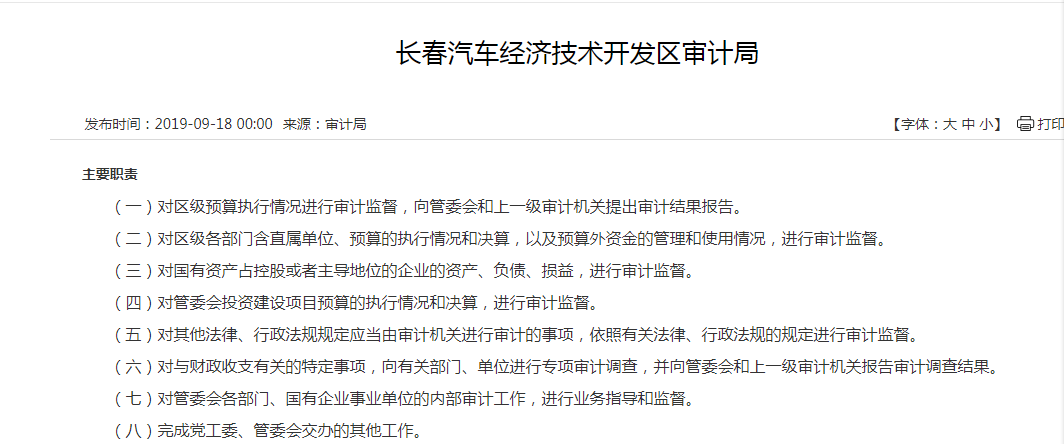 长春汽车经济技术开发区审计局
发布时间：2019-09-18 00:00 来源：审计局 【字体：大 中 小】 打印
主要职责
（一）对区级预算执行情况进行审计监督，向管委会和上一级审计机关提出审计结果报告。
（二）对区级各部门含直属单位、预算的执行情况和决算，以及预算外资金的管理和使用情况，进行审计监督。
（三）对国有资产占控股或者主导地位的企业的资产、负债、损益，进行审计监督。
（四）对管委会投资建设项目预算的执行情况和决算，进行审计监督。
（五）对其他法律、行政法规规定应当由审计机关进行审计的事项，依照有关法律、行政法规的规定进行审计监督。
（六）对与财政收支有关的特定事项，向有关部门、单位进行专项审计调查，并向管委会和上一级审计机关报告审计调查结果。
（七）对管委会各部门、国有企业事业单位的内部审计工作，进行业务指导和监督。
（八）完成党工委、管委会交办的其他工作。